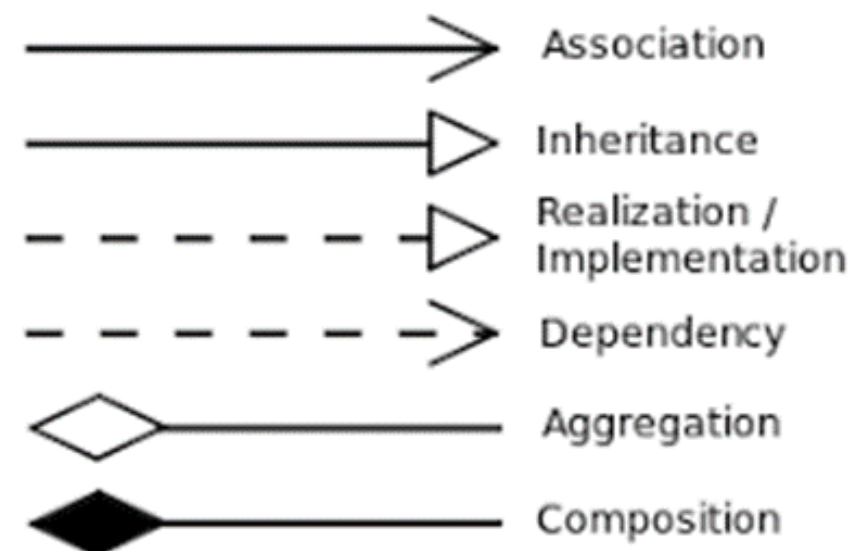 Association
Inheritance
Realization /
Implementation
Dependency
Aggregation
Composition